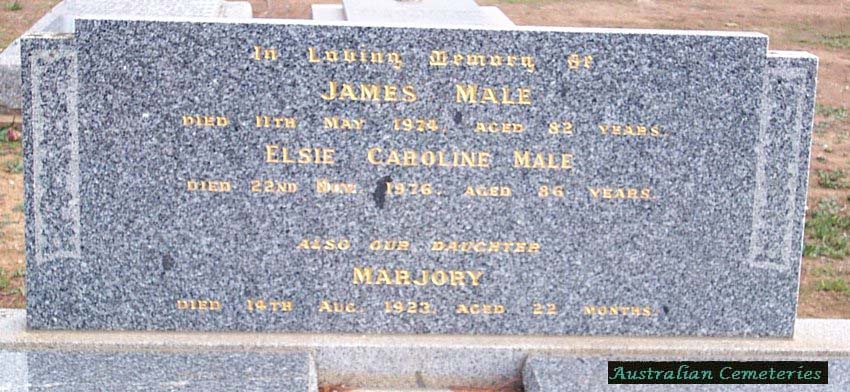 In Loving Memory Of
JAMES MALE
DIED 11TH MAY 1974, AGED 82 YEARS.
ELSIE CAROLINE MALE
DIED 22ND NOV. 1976, AGED 86 YEARS.
ALSO OUR DAUGHTER
MARJORY
DIED 14TH AUG. 1923, AGED 22 MONTHS.
Australian Cemeteries